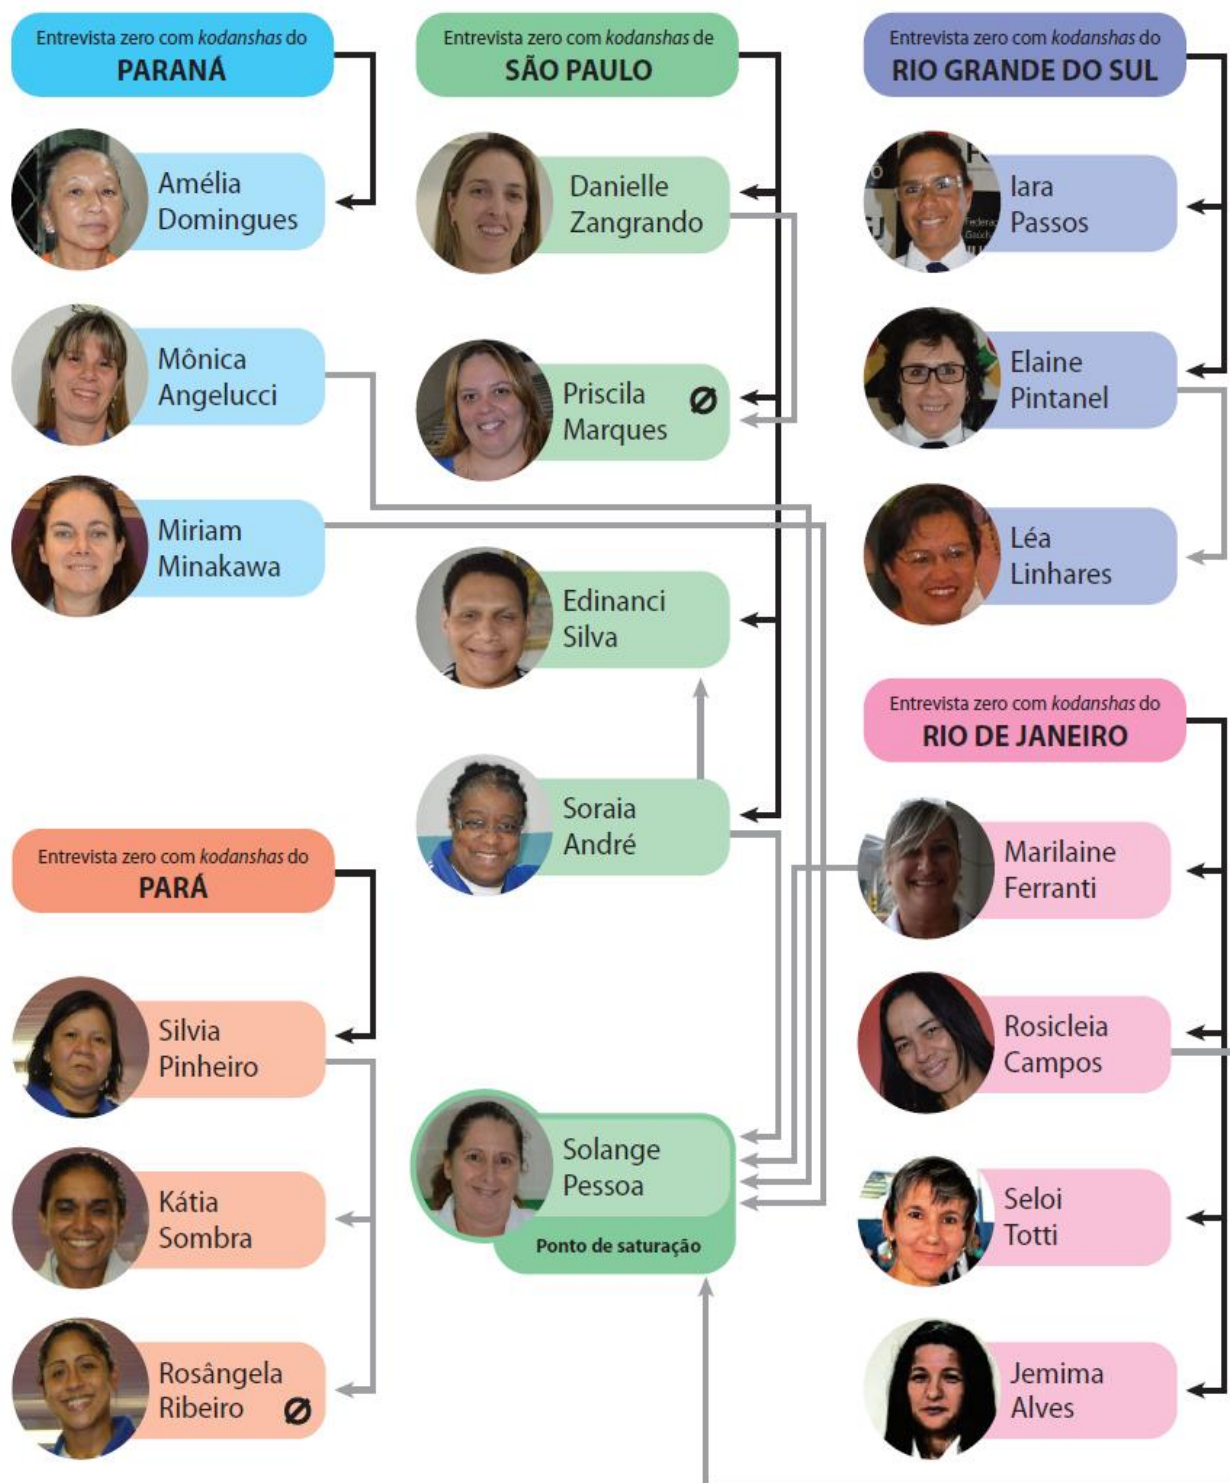 Entrevista zero com kodanshas do
PARANÁ
Amélia
Domingues
Mônica
Angelucci
Miriam
Minakawa
Entrevista zero com kodanshas do
PARÁ
Silvia
Pinheiro
Kátia
Sombra
Rosângela
Ribeiro Ø
Entrevista zero com kodanshas de
SÃO PAULO
Danielle
Zangrando
Priscila
Marques Ø
Edinanci
Silva
Soraia
André
Solange
Pessoa
Ponto de saturação
Entrevista zero com kodanshas do
RIO GRANDE DO SUL
Iara
Passos
Elaine
Pintanel
Léa
Linhares
Entrevista zero com kodanshas do
RIO DE JANEIRO
Marilaine
Ferranti
Rosicleia
Campos
Seloi
Totti
Jemima
Alves